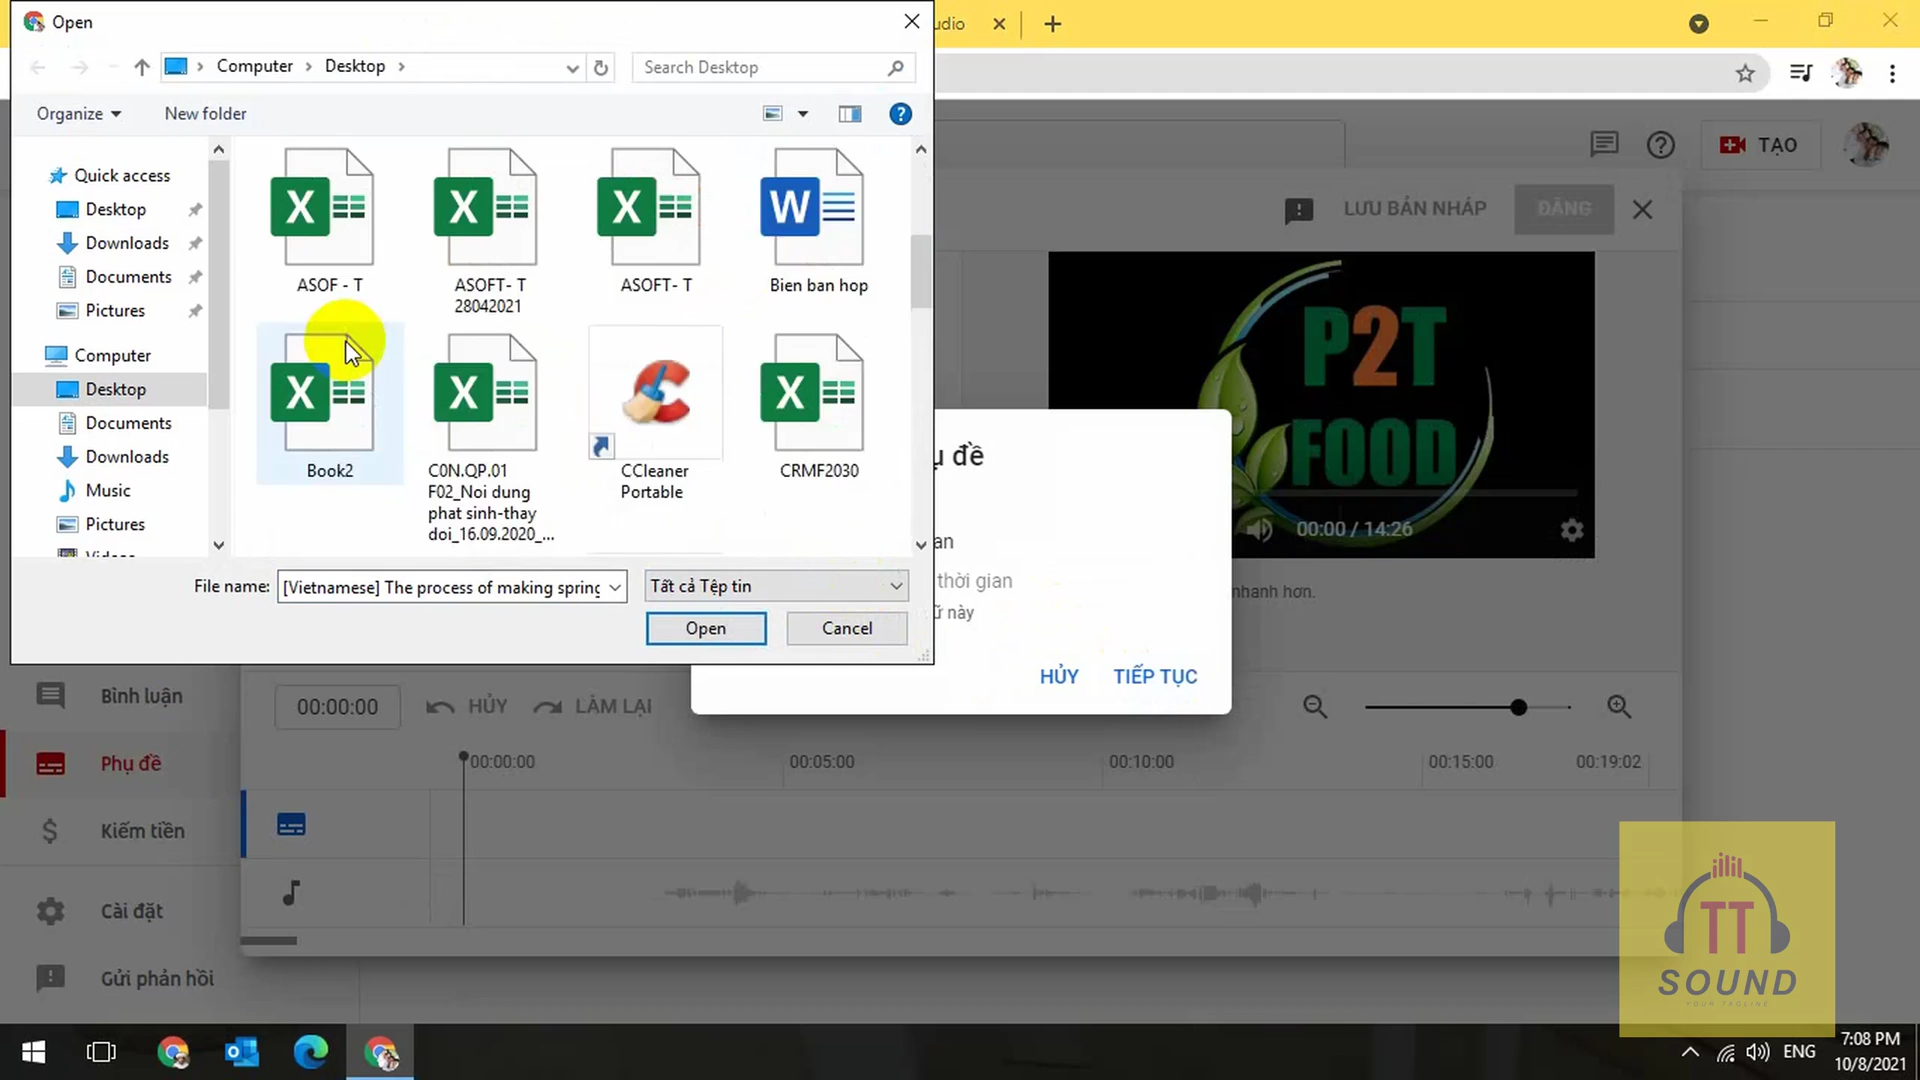 Open
udio
Computer
Desktop
Search Desktop
Organize
New folder
Quick access
Desktop
Downloads
Documents
Pictures
Computer
Desktop
Documents
Downloads
Music
Pictures
Videos
ASOF - T
ASOFT- T
28042021
ASOFT- T
Bien ban hop
Book2
C0N.QP.01
F02_Noi dung
phat sinh-thay
doi_16.09.2020_...
CCleaner
Portable
CRMF2030
File name:
[Vietnamese] The process of making spring
Tất cả Tệp tin
Open
Cancel
TẠO
LƯU BẢN NHÁP
ĐĂNG
P2T
FOOD
00:00 / 14:26
nhanh hơn.
ụ đề
an
thời gian
ữ này
HỦY
TIẾP TỤC
Bình luận
Phụ đề
Kiếm tiền
Cài đặt
Gửi phản hồi
00:00:00
HỦY
LÀM LẠI
00:00:00
00:05:00
00:10:00
00:15:00
00:19:02
TT
SOUND
YOUR TAGLINE
ENG
7:08 PM
10/8/2021